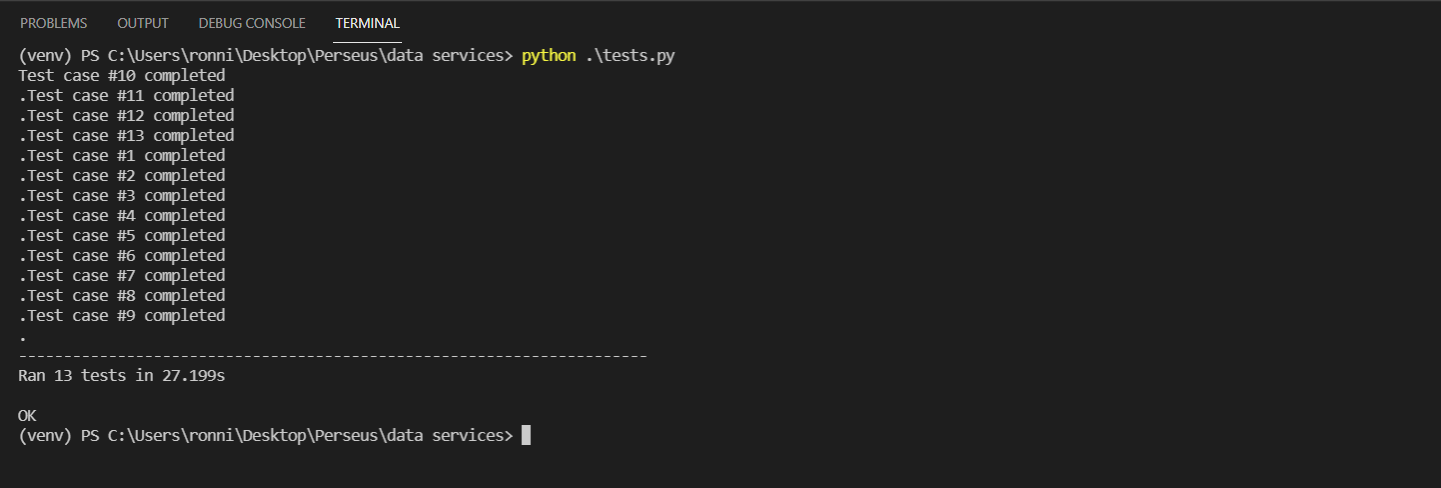 PROBLEMS OUTPUT DEBUG CONSOLE TERMINAL
(venv) PS C:\Users\ronni\Desktop\Perseus\data services> python .\tests.py
Test case #10 completed
.Test case #11 completed
.Test case #12 completed
.Test case #13 completed
.Test case #1 completed
.Test case #2 completed
.Test case #3 completed
.Test case #4 completed
.Test case #5 completed
.Test case #6 completed
.Test case #7 completed
.Test case #8 completed
.Test case #9 completed
.
----------------------------------------------------------------------
Ran 13 tests in 27.199s
OK
(venv) PS C:\Users\ronni\Desktop\Perseus\data services>